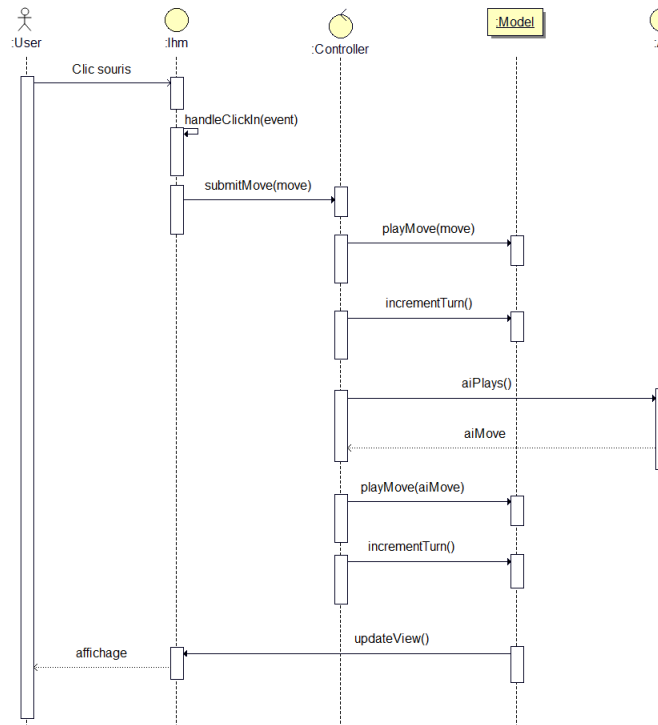 :User
:Ihm
:Controller
:Model
Clic souris
handleClickIn(event)
submitMove(move)
playMove(move)
incrementTurn()
aiPlays()
aiMove
playMove(aiMove)
incrementTurn()
updateView()
affichage